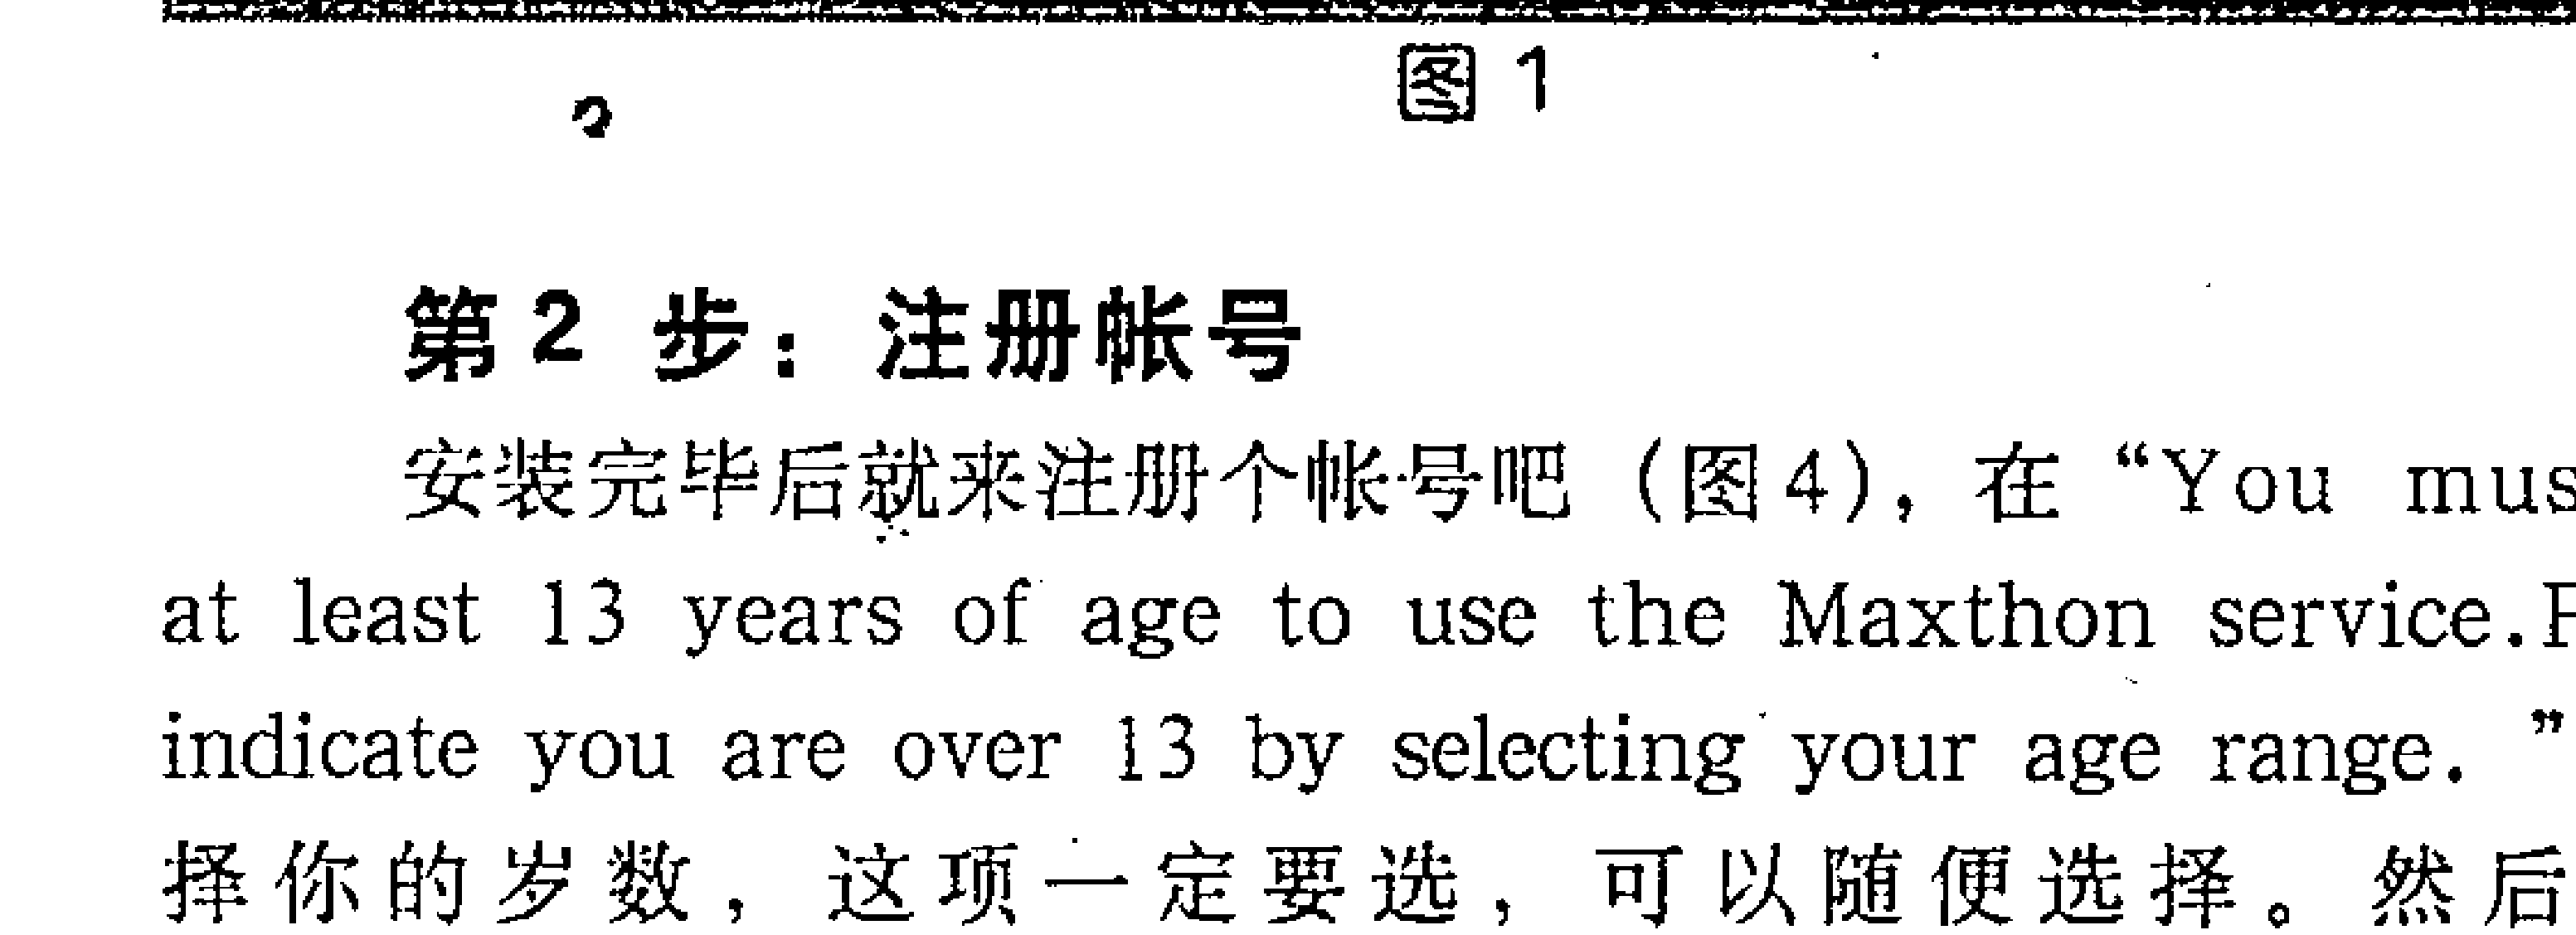 图1
第2 步：注册帐号
安装完毕后就来注册个帐号吧（图4），在“You
at least 13 years of age to use the Maxthon service.
indicate you are over 13 by selecting your age range. ”
择你的岁数，这项一定要选，可以随便选择。然后